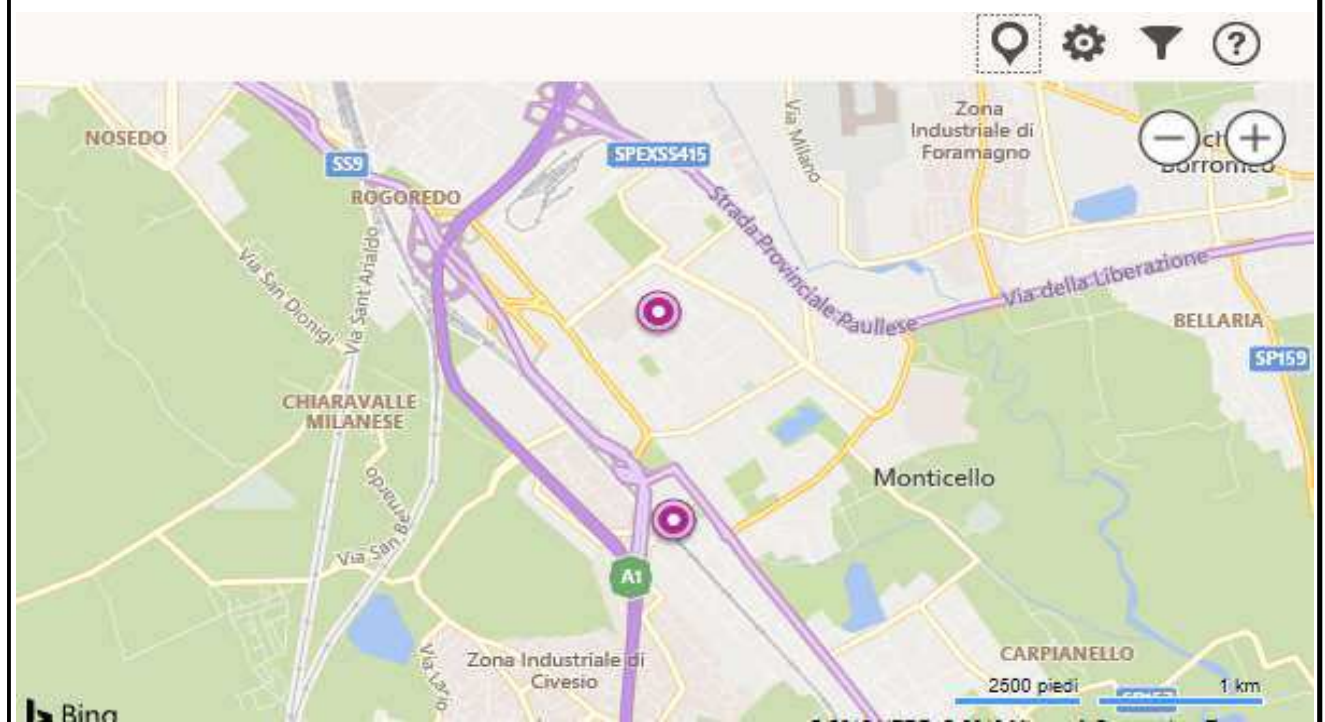 ?
NOSEDO
SS9
ROGOREDO
SPEXSS415
Via Milano
Zona
Industriale di
Foramagno
Borromeo
Via San Dionigi
Via Sant'Arialdo
Strada Provinciale Paullese
Via della Liberazione
BELLARIA
SP159
CHIARAVALLE
MILANESE
Monticello
Via San Bernardo
A1
Via Lario
Zona Industriale di
Civesio
CARPIANELLO
2500 piedi
1 km
Bing